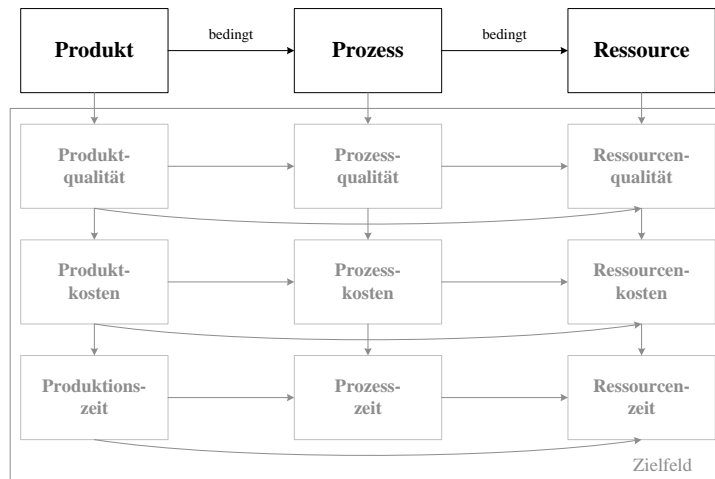 Produkt
bedingt
Prozess
bedingt
Ressource
Produkt-
qualität
Prozess-
qualität
Ressourcen-
qualität
Produkt-
kosten
Prozess-
kosten
Ressourcen-
kosten
Produktions-
zeit
Prozess-
zeit
Ressourcen-
zeit
Zielfeld